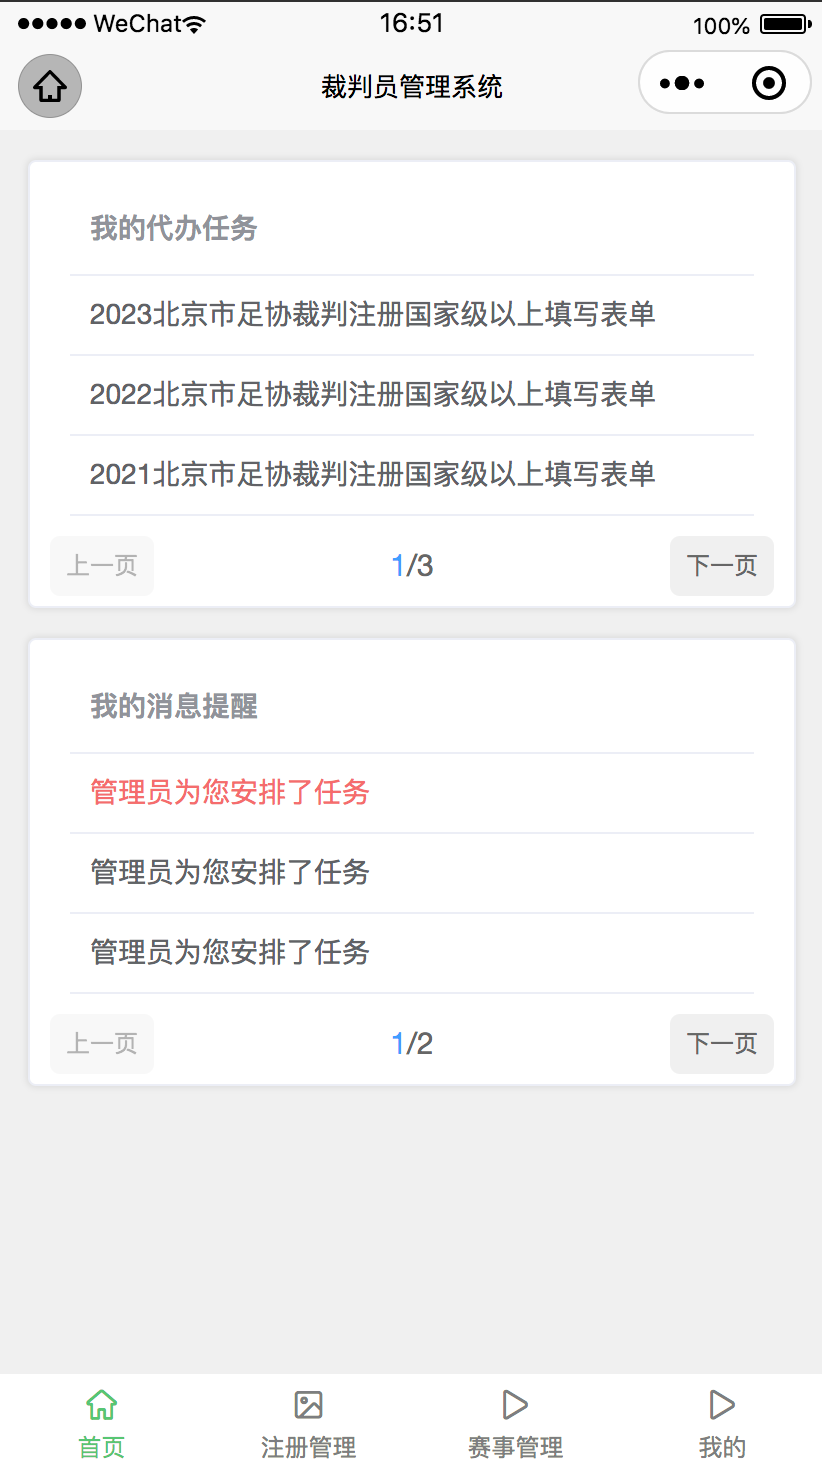 WeChat 16:51 100%
裁判员管理系统
我的代办任务
2023北京市足协裁判注册国家级以上填写表单
2022北京市足协裁判注册国家级以上填写表单
2021北京市足协裁判注册国家级以上填写表单
上一页 1/3 下一页
我的消息提醒
管理员为您安排了任务
管理员为您安排了任务
管理员为您安排了任务
上一页 1/2 下一页
首页 注册管理 赛事管理 我的